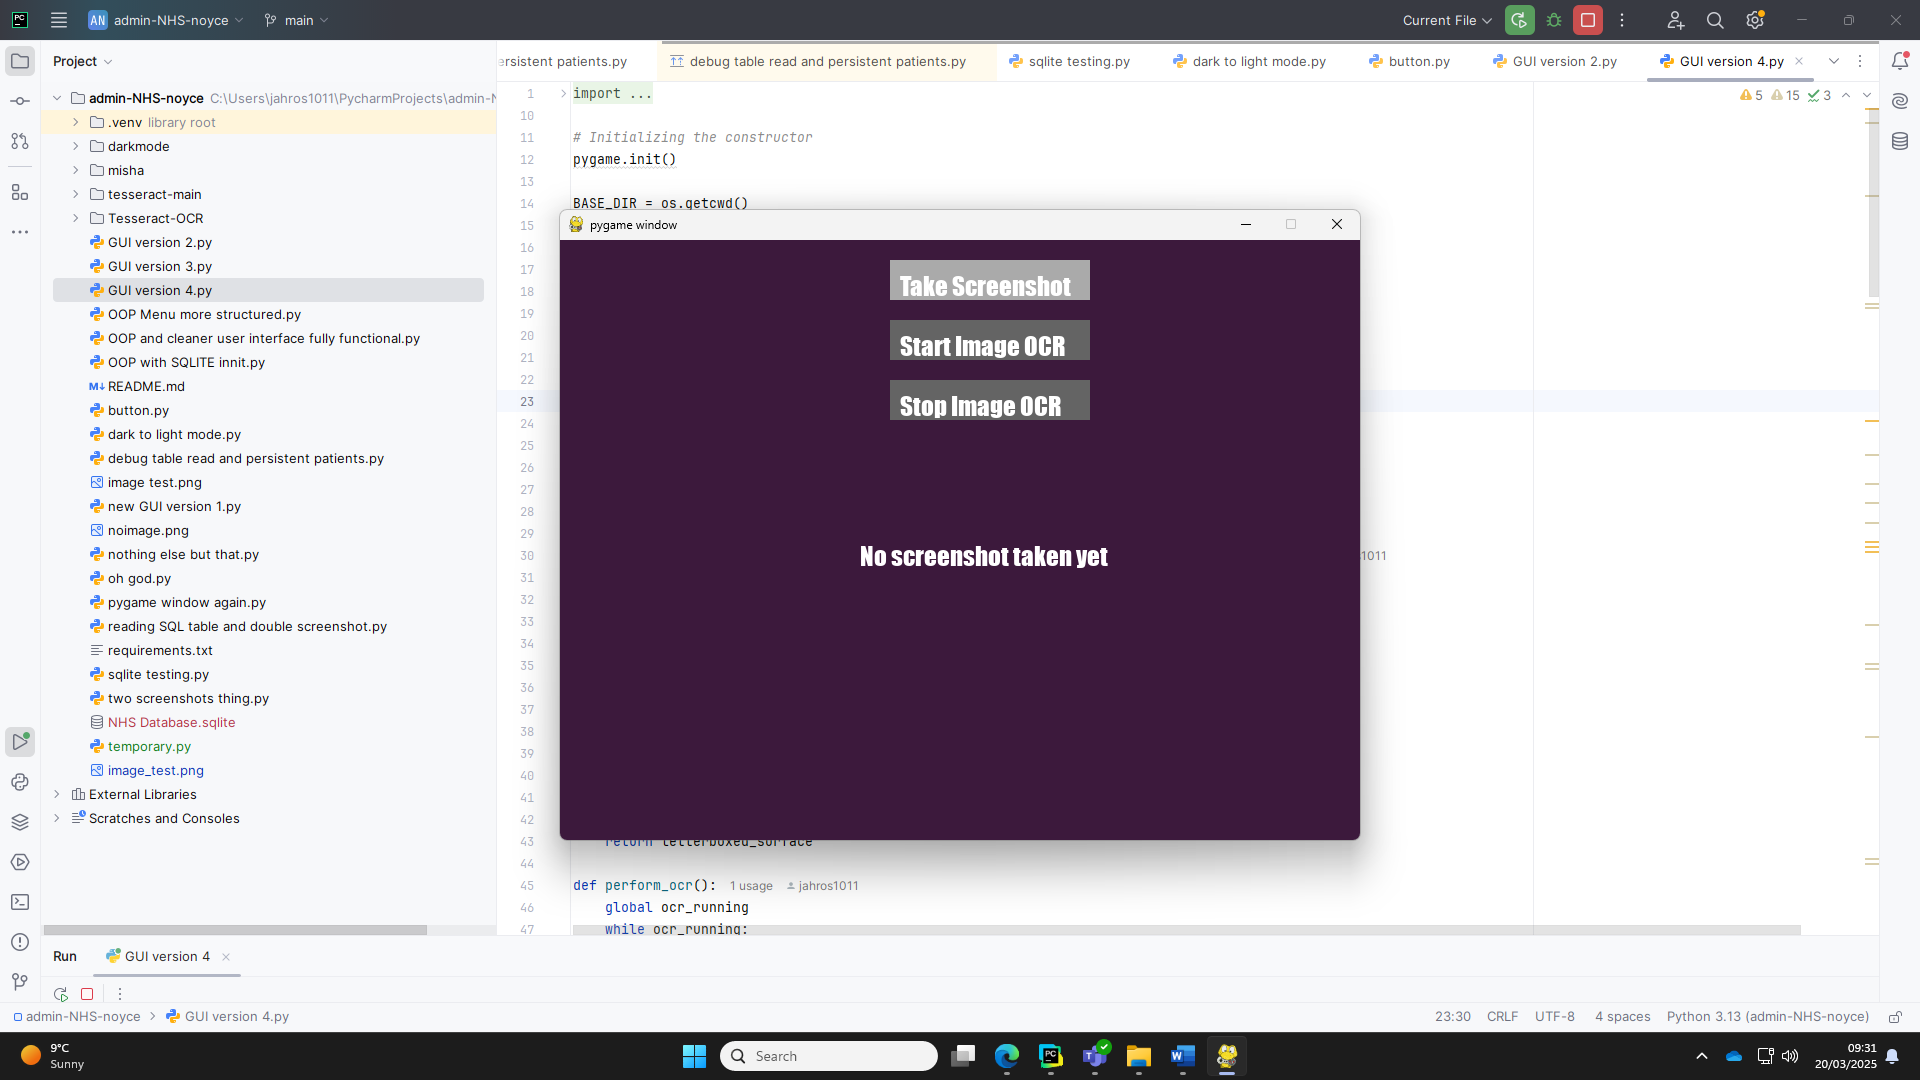 PC
AN admin-NHS-noyce
main
Current File
Project
ersistent patients.py
debug table read and persistent patients.py
sqlite testing.py
dark to light mode.py
button.py
GUI version 2.py
GUI version 4.py
admin-NHS-noyce C:\Users\jahros1011\PycharmProjects\admin-N
.venv library root
darkmode
misha
tesseract-main
Tesseract-OCR
GUI version 2.py
GUI version 3.py
GUI version 4.py
OOP Menu more structured.py
OOP and cleaner user interface fully functional.py
OOP with SQLITE innit.py
M↓ README.md
button.py
dark to light mode.py
debug table read and persistent patients.py
image test.png
new GUI version 1.py
noimage.png
nothing else but that.py
oh god.py
pygame window again.py
reading SQL table and double screenshot.py
requirements.txt
sqlite testing.py
two screenshots thing.py
NHS Database.sqlite
temporary.py
image_test.png
External Libraries
Scratches and Consoles
5 15 3
1 import ...
10
11 # Initializing the constructor
12 pygame.init()
13
14 BASE_DIR = os.getcwd()
15
16
17
18
19
20
21
22
23
24
25
26
27
28
29
30 1011
31
32
33
34
35
36
37
38
39
40
41
42
43 return letterboxed_surface
44
45 def perform_ocr(): 1 usage jahros1011
46 global ocr_running
47 while ocr_running:
pygame window
Take Screenshot
Start Image OCR
Stop Image OCR
No screenshot taken yet
Run GUI version 4
admin-NHS-noyce > GUI version 4.py
23:30 CRLF UTF-8 4 spaces Python 3.13 (admin-NHS-noyce)
9°C
Sunny
Search
09:31
20/03/2025